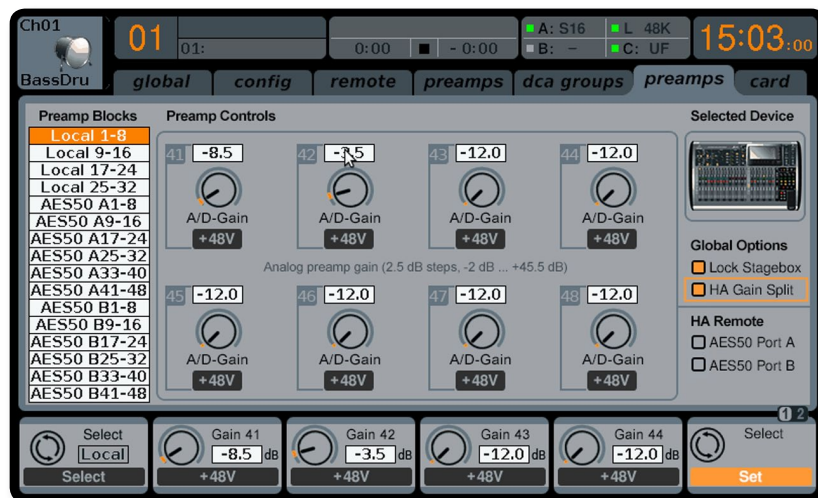 Ch01
BassDru
01
01:
0:00
- 0:00
A: S16
L 48K
B: -
C: UF
15:03:00
global
config
remote
preamps
dca groups
preamps
card
Preamp Blocks
Local 1-8
Local 9-16
Local 17-24
Local 25-32
AES50 A1-8
AES50 A9-16
AES50 A17-24
AES50 A25-32
AES50 A33-40
AES50 A41-48
AES50 B1-8
AES50 B9-16
AES50 B17-24
AES50 B25-32
AES50 B33-40
AES50 B41-48
Preamp Controls
41 -8.5
A/D-Gain
+48V
42
A/D-Gain
+48V
43 -12.0
A/D-Gain
+48V
44 -12.0
A/D-Gain
+48V
Analog preamp gain (2.5 dB steps, -2 dB ... +45.5 dB)
45 -12.0
A/D-Gain
+48V
46 -12.0
A/D-Gain
+48V
47 -12.0
A/D-Gain
+48V
48 -12.0
A/D-Gain
+48V
Selected Device
Global Options
Lock Stagebox
HA Gain Split
HA Remote
AES50 Port A
AES50 Port B
1 2
Select
Local
Select
Gain 41
-8.5 dB
+48V
Gain 42
-3.5 dB
+48V
Gain 43
-12.0 dB
+48V
Gain 44
-12.0 dB
+48V
Select
Set